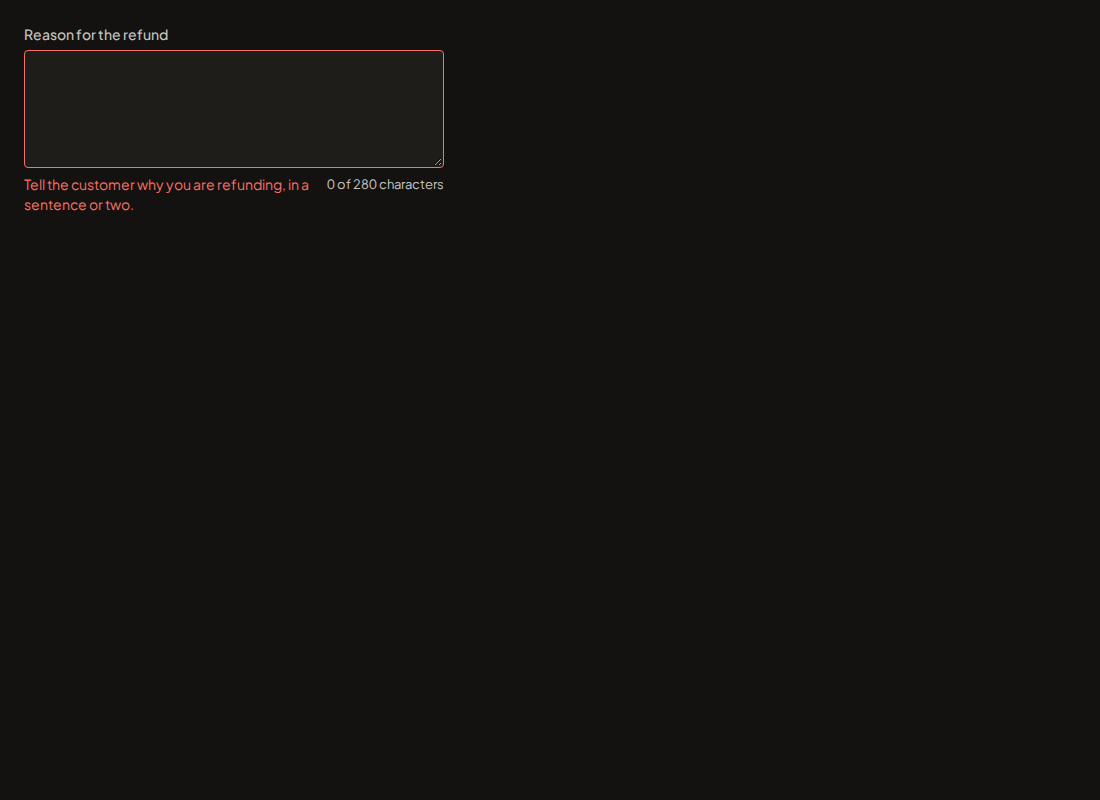 Reason for the refund
Tell the customer why you are refunding, in a
sentence or two.
0 of 280 characters